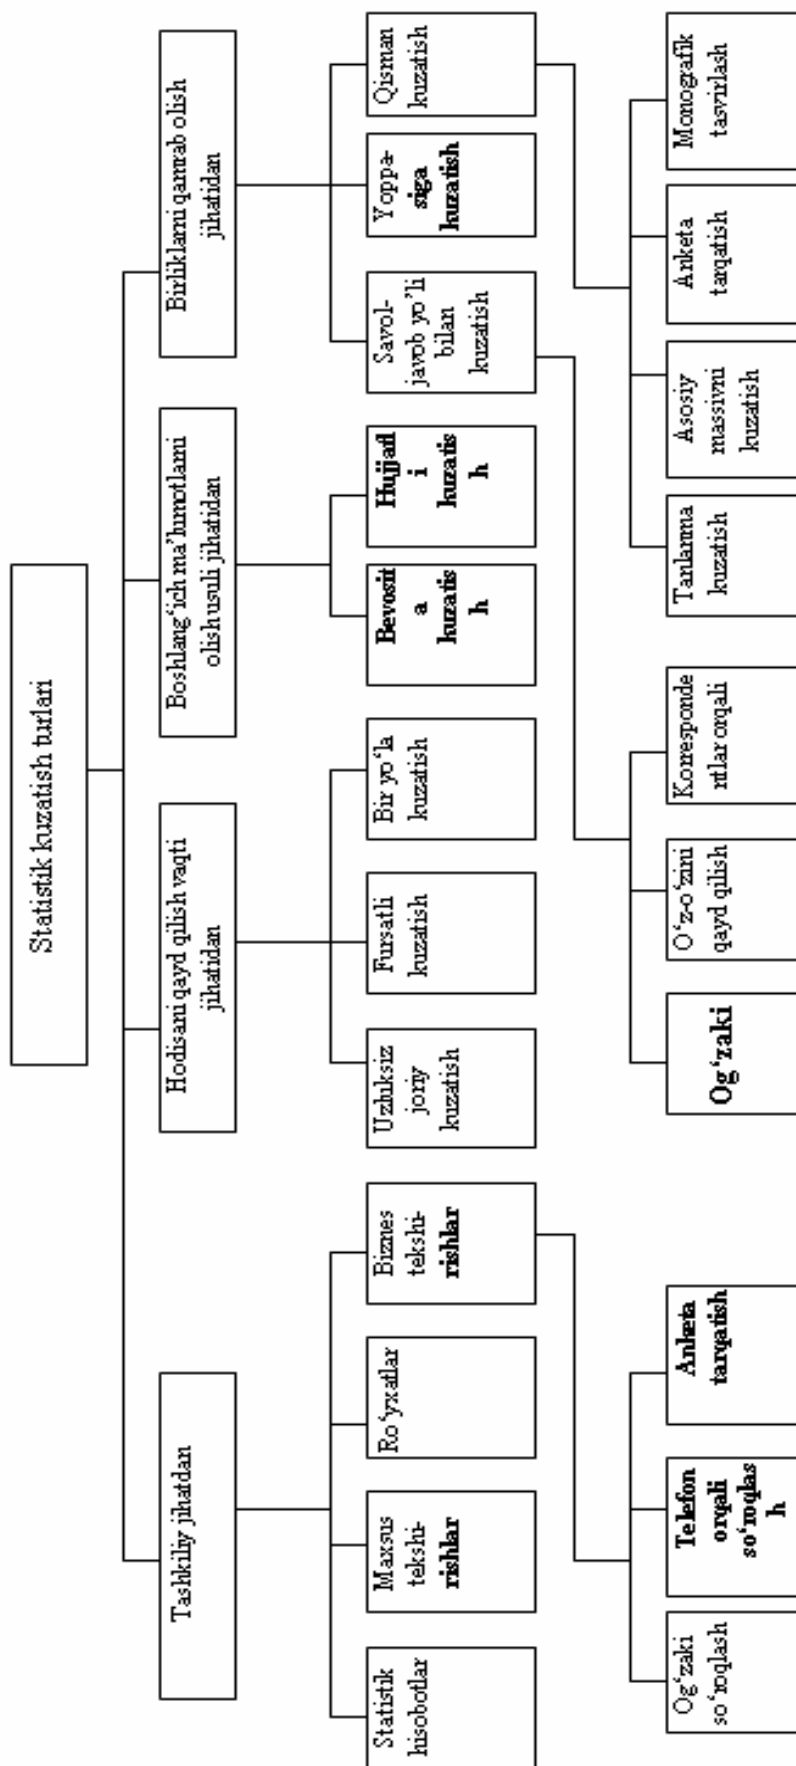 Statistik kuzatish turlari
Tashkiliy jihatdan
Hodisani qayd qilish vaqti
jihatidan
Boshlang‘ich ma’lumotlarni
olish usuli jihatidan
Birliklarni qamrab olish
jihatidan
Statistik
hisobotlar
Maxsus
tekshi-
rishlar
Ro‘yxatlar
Biznes
tekshi-
rishlar
Uzluksiz
joriy
kuzatish
Fursatli
kuzatish
Bir yo‘la
kuzatish
Bevosit
a
kuzatis
h
Hujjatl
i
kuzatis
h
Savol-
javob yo’li
bilan
kuzatish
Yoppa-
siga
kuzatish
Qisman
kuzatish
Og‘zaki
so‘roqlash
Telefon
orqali
so‘roqlas
h
Anketa
tarqatish
Og‘zaki
O‘z-o‘zini
qayd qilish
Korresponde
ntlar orqali
Tanlanma
kuzatish
Asosiy
massivni
kuzatish
Anketa
tarqatish
Monografik
tasvirlash